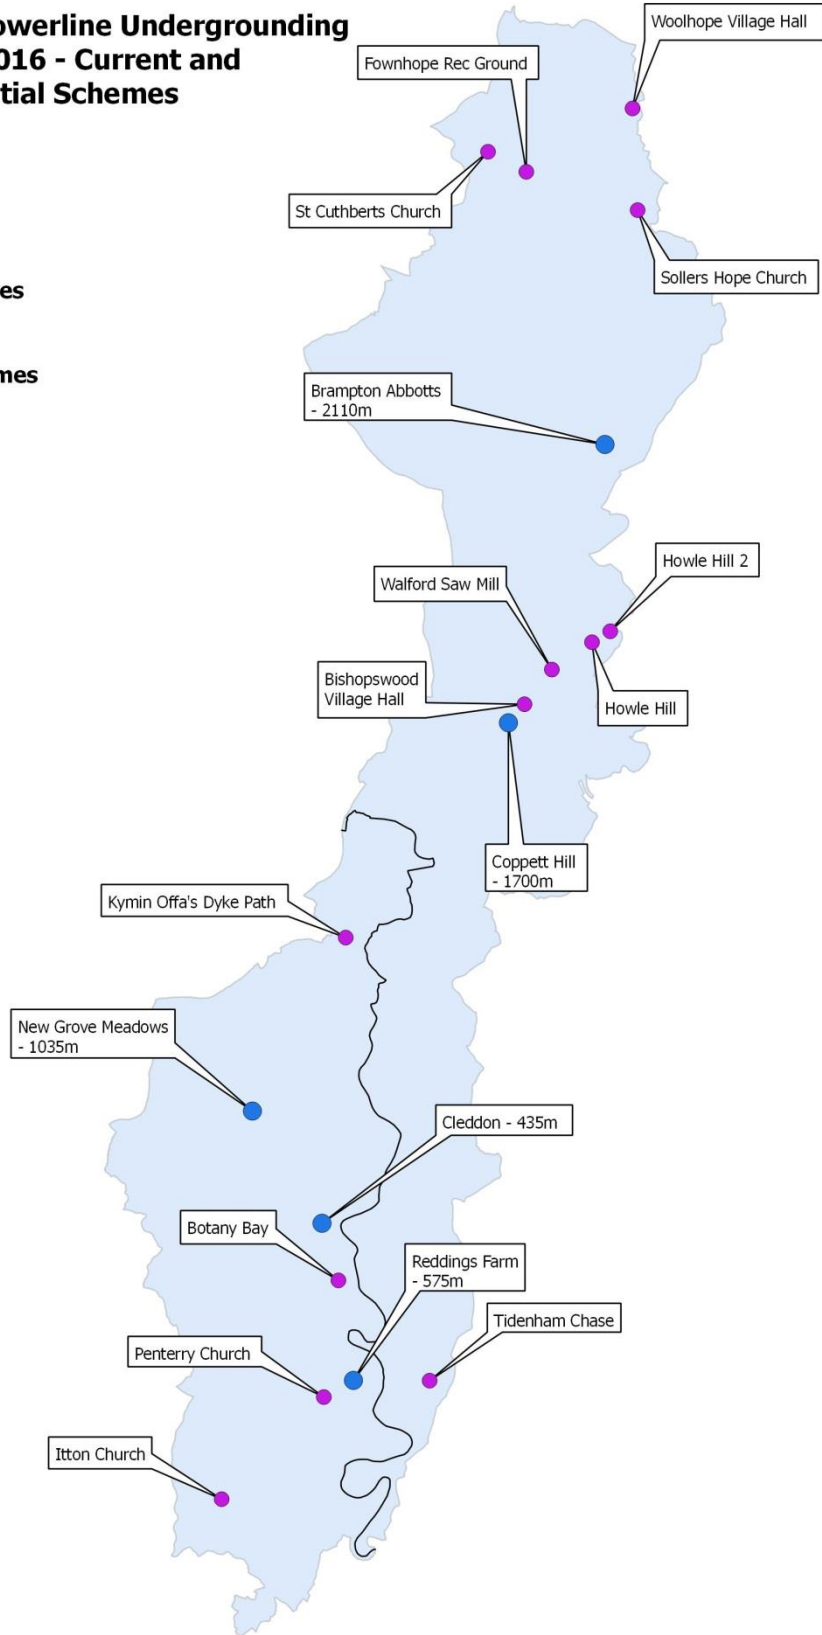 owerline Undergrounding
016 - Current and
tial Schemes
es
mes
Woolhope Village Hall
Fownhope Rec Ground
St Cuthberts Church
Sollers Hope Church
Brampton Abbotts
- 2110m
Howle Hill 2
Walford Saw Mill
Bishopswood
Village Hall
Howle Hill
Coppett Hill
- 1700m
Kymin Offa's Dyke Path
New Grove Meadows
- 1035m
Cleddon - 435m
Botany Bay
Reddings Farm
- 575m
Tidenham Chase
Penterry Church
Itton Church